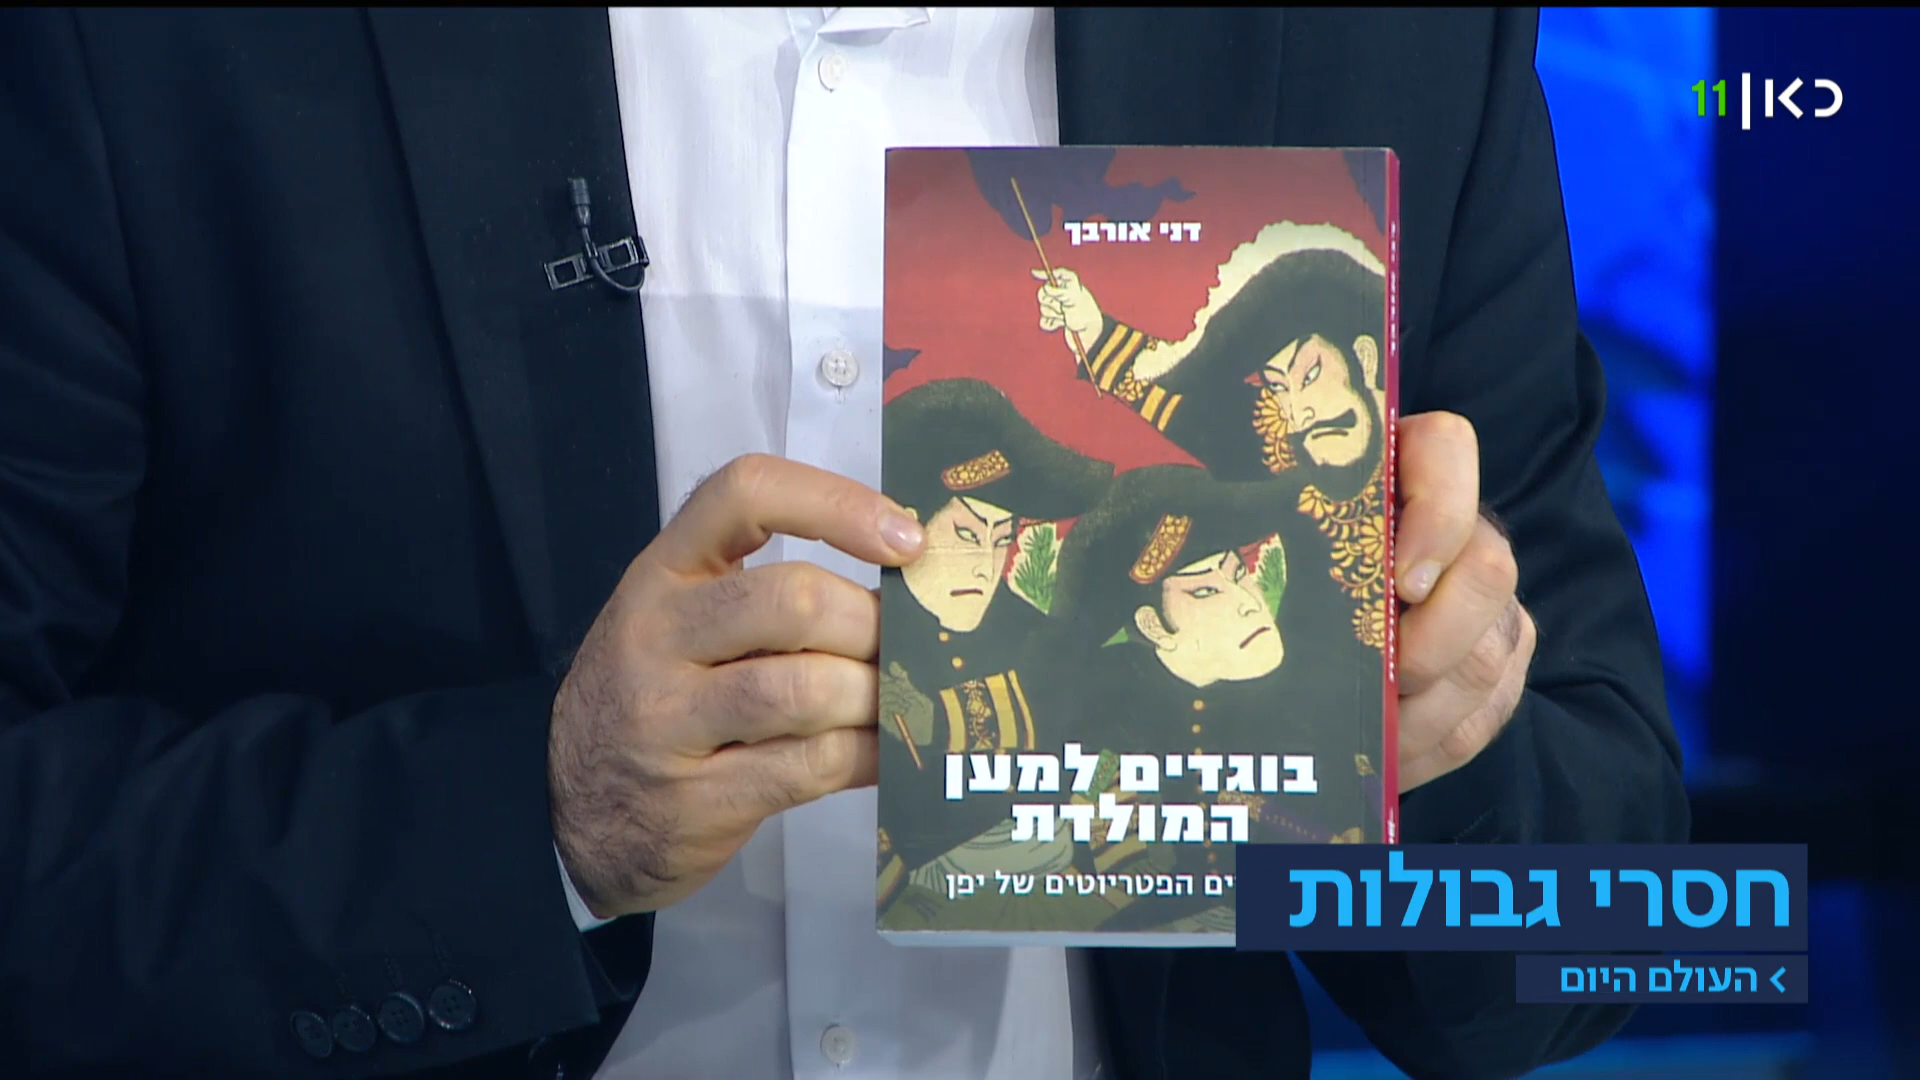 כאן 11
דני אורבך
בוגדים למען
המולדת
ים הפטריוטים של יפן
חסרי גבולות
> העולם היום